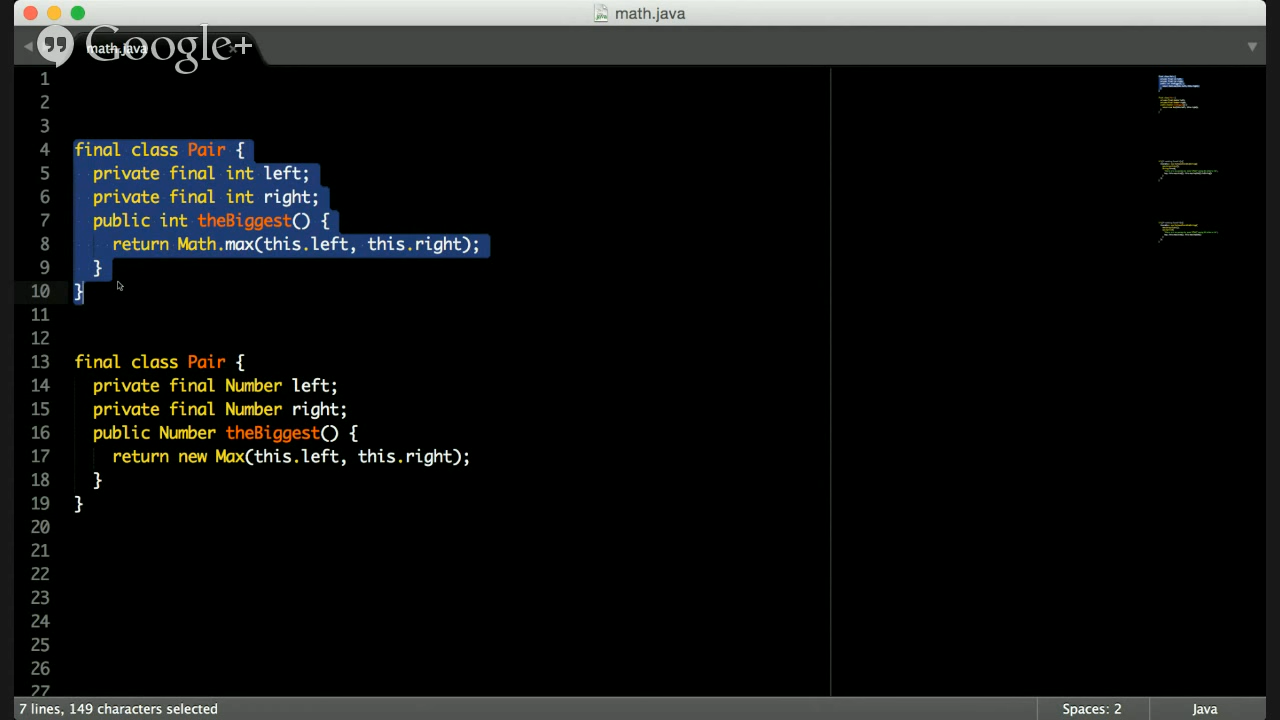 math.java
Google+
math.java
1
2
3
4 final class Pair {
5 private final int left;
6 private final int right;
7 public int theBiggest() {
8 return Math.max(this.left, this.right);
9 }
10 }
11
12
13 final class Pair {
14 private final Number left;
15 private final Number right;
16 public Number theBiggest() {
17 return new Max(this.left, this.right);
18 }
19 }
20
21
22
23
24
25
26
27
7 lines, 149 characters selected Spaces: 2 Java